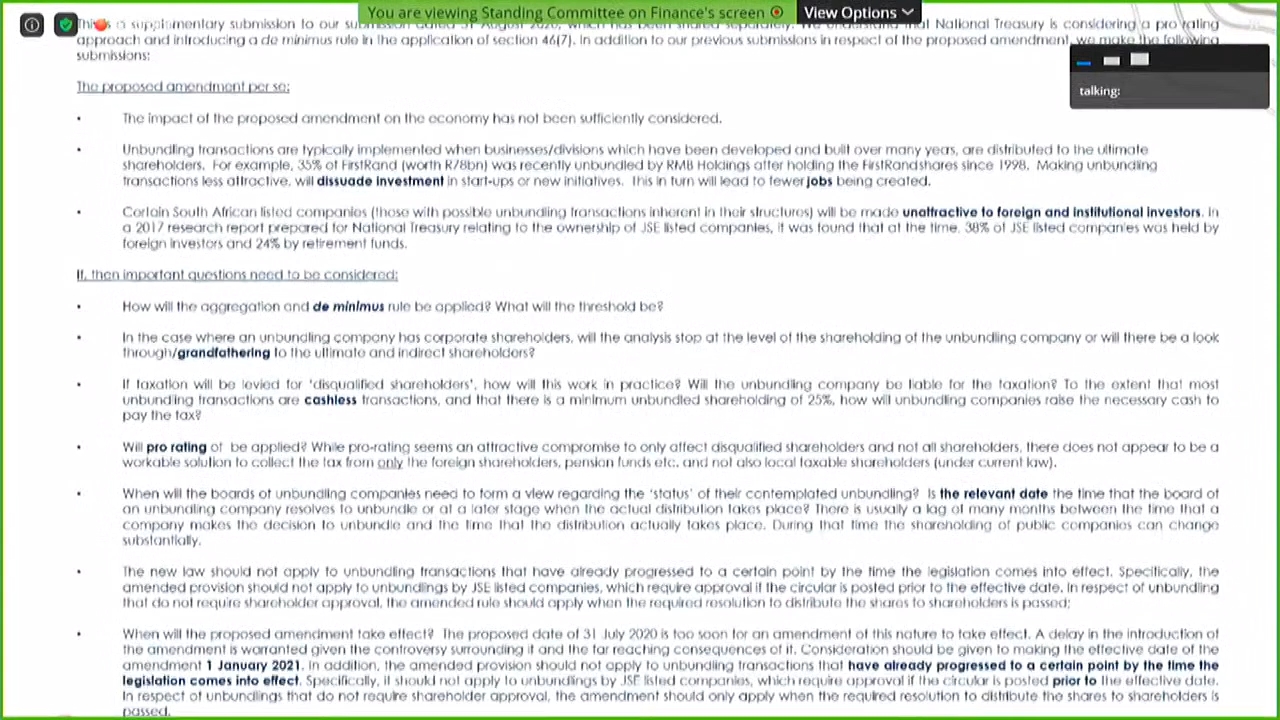 You are viewing Standing Committee on Finance's screen
View Options
This is a supplementary submission to our submission dated 31 August 2020, which has been shared separately. We understand that National Treasury is considering a pro rating
approach and introducing a de minimus rule in the application of section 46(7). In addition to our previous submissions in respect of the proposed amendment, we make the following
submissions:
talking:
The proposed amendment per se:
• The impact of the proposed amendment on the economy has not been sufficiently considered.
• Unbundling transactions are typically implemented when businesses/divisions which have been developed and built over many years, are distributed to the ultimate
shareholders. For example, 35% of FirstRand (worth R78bn) was recently unbundled by RMB Holdings after holding the FirstRandshares since 1998. Making unbundling
transactions less attractive, will dissuade investment in start-ups or new initiatives. This in turn will lead to fewer jobs being created.
• Certain South African listed companies (those with possible unbundling transactions inherent in their structures) will be made unattractive to foreign and institutional investors. In
a 2017 research report prepared for National Treasury relating to the ownership of JSE listed companies, it was found that at the time, 38% of JSE listed companies was held by
foreign investors and 24% by retirement funds.
If, then important questions need to be considered:
• How will the aggregation and de minimus rule be applied? What will the threshold be?
• In the case where an unbundling company has corporate shareholders, will the analysis stop at the level of the shareholding of the unbundling company or will there be a look
through/grandfathering to the ultimate and indirect shareholders?
• If taxation will be levied for 'disqualified shareholders', how will this work in practice? Will the unbundling company be liable for the taxation? To the extent that most
unbundling transactions are cashless transactions, and that there is a minimum unbundled shareholding of 25%, how will unbundling companies raise the necessary cash to
pay the tax?
• Will pro rating of be applied? While pro-rating seems an attractive compromise to only affect disqualified shareholders and not all shareholders, there does not appear to be a
workable solution to collect the tax from only the foreign shareholders, pension funds etc. and not also local taxable shareholders (under current law).
• When will the boards of unbundling companies need to form a view regarding the 'status' of their contemplated unbundling? Is the relevant date the time that the board of
an unbundling company resolves to unbundle or at a later stage when the actual distribution takes place? There is usually a lag of many months between the time that a
company makes the decision to unbundle and the time that the distribution actually takes place. During that time the shareholding of public companies can change
substantially.
• The new law should not apply to unbundling transactions that have already progressed to a certain point by the time the legislation comes into effect. Specifically, the
amended provision should not apply to unbundlings by JSE listed companies, which require approval if the circular is posted prior to the effective date. In respect of unbundling
that do not require shareholder approval, the amended rule should apply when the required resolution to distribute the shares to shareholders is passed;
• When will the proposed amendment take effect? The proposed date of 31 July 2020 is too soon for an amendment of this nature to take effect. A delay in the introduction of
the amendment is warranted given the controversy surrounding it and the far reaching consequences of it. Consideration should be given to making the effective date of the
amendment 1 January 2021. In addition, the amended provision should not apply to unbundling transactions that have already progressed to a certain point by the time the
legislation comes into effect. Specifically, it should not apply to unbundlings by JSE listed companies, which require approval if the circular is posted prior to the effective date.
In respect of unbundlings that do not require shareholder approval, the amendment should only apply when the required resolution to distribute the shares to shareholders is
passed.